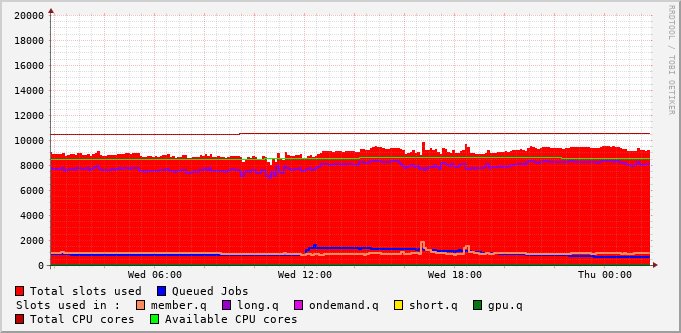 20000
18000
16000
14000
12000
10000
8000
6000
4000
2000
0
Wed 06:00 Wed 12:00 Wed 18:00 Thu 00:00
Total slots used Queued Jobs
Slots used in : member.q long.q ondemand.q short.q gpu.q
Total CPU cores Available CPU cores
RRDTOOL / TOBI OETIKER